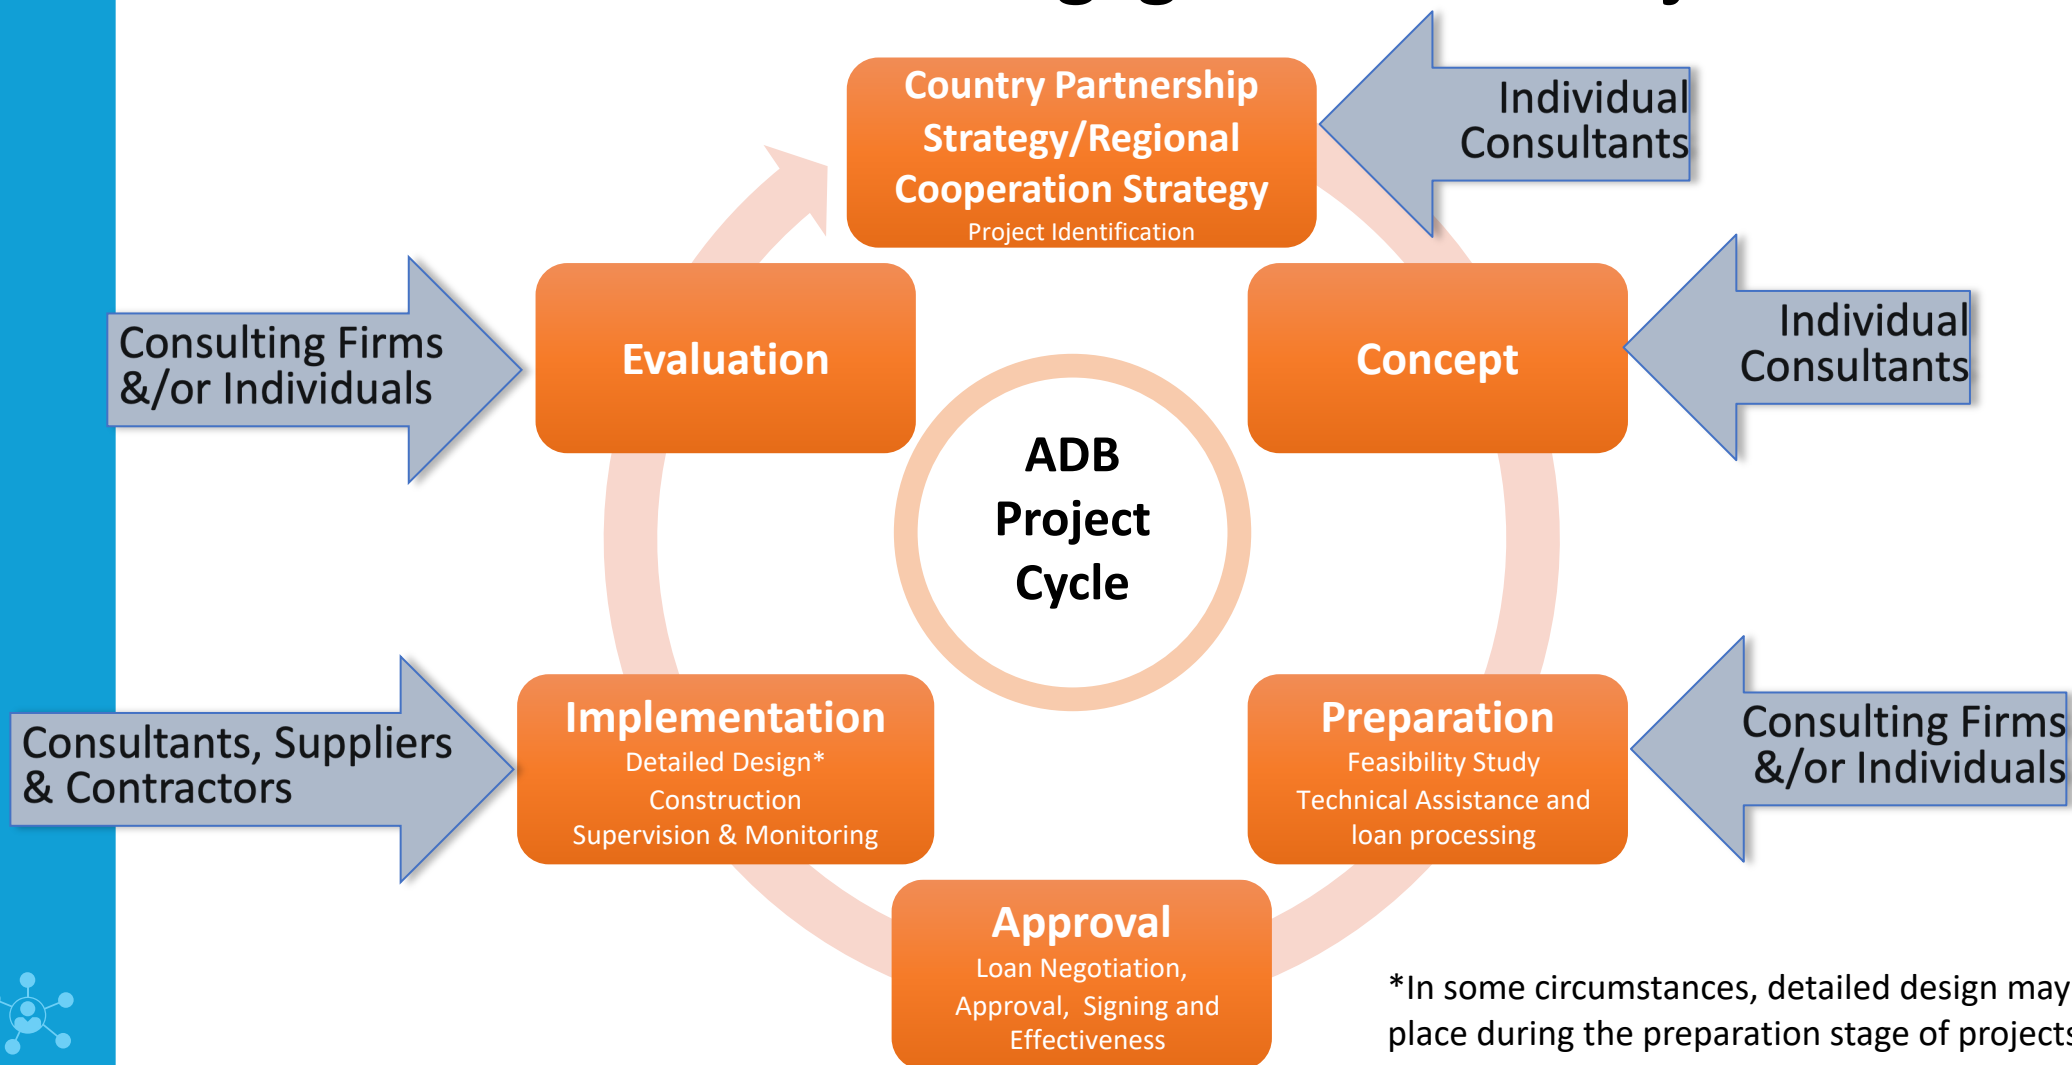 Country Partnership
Strategy/Regional
Cooperation Strategy
Project Identification
Individual
Consultants
Concept
Individual
Consultants
Preparation
Feasibility Study
Technical Assistance and
loan processing
Consulting Firms
&/or Individuals
Approval
Loan Negotiation,
Approval, Signing and
Effectiveness
Implementation
Detailed Design*
Construction
Supervision & Monitoring
Consultants, Suppliers
& Contractors
Evaluation
Consulting Firms
&/or Individuals
ADB
Project
Cycle
*In some circumstances, detailed design may
place during the preparation stage of projects